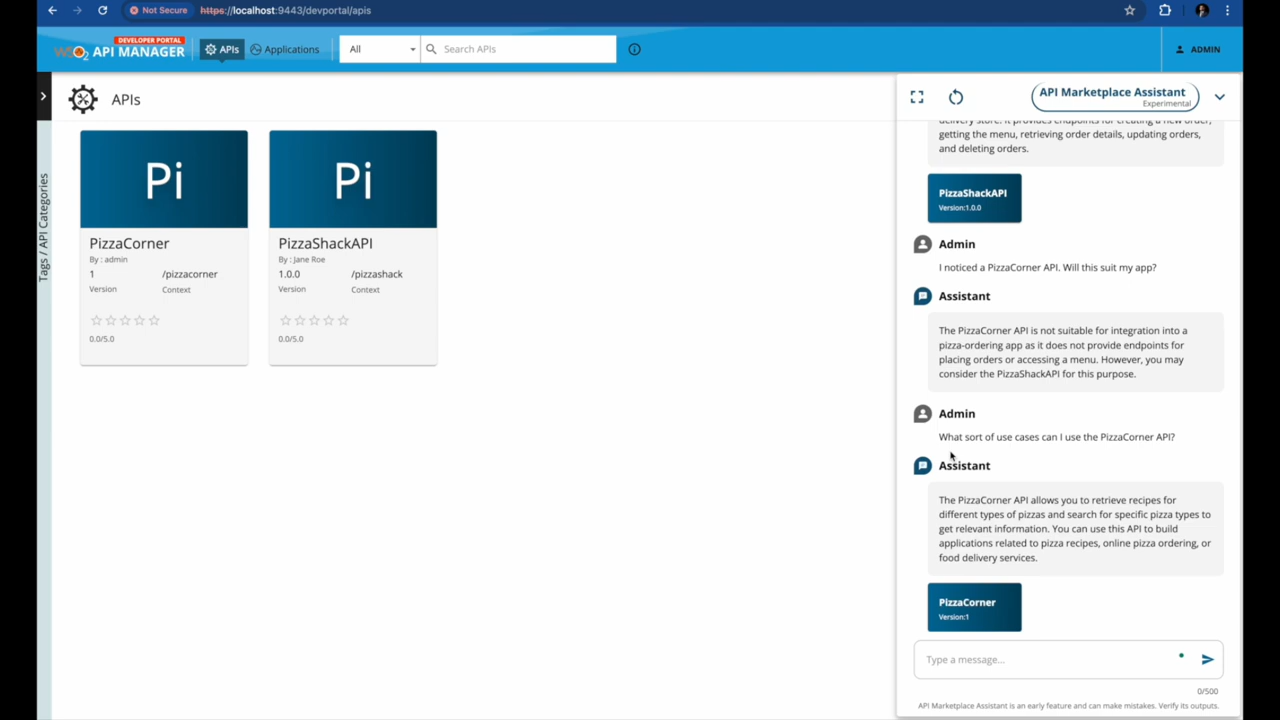 Not Secure https://localhost:9443/devportal/apis
DEVELOPER PORTAL
WSO2 API MANAGER
APIs
Applications
All
Search APIs
ADMIN
APIs
Tags / API Categories
Pi
PizzaCorner
By : admin
1 /pizzacorner
Version Context
0.0/5.0
Pi
PizzaShackAPI
By : Jane Roe
1.0.0 /pizzashack
Version Context
0.0/5.0
API Marketplace Assistant
Experimental
delivery store. It provides endpoints for creating a new order,
getting the menu, retrieving order details, updating orders,
and deleting orders.
PizzaShackAPI
Version:1.0.0
Admin
I noticed a PizzaCorner API. Will this suit my app?
Assistant
The PizzaCorner API is not suitable for integration into a
pizza-ordering app as it does not provide endpoints for
placing orders or accessing a menu. However, you may
consider the PizzaShackAPI for this purpose.
Admin
What sort of use cases can I use the PizzaCorner API?
Assistant
The PizzaCorner API allows you to retrieve recipes for
different types of pizzas and search for specific pizza types to
get relevant information. You can use this API to build
applications related to pizza recipes, online pizza ordering, or
food delivery services.
PizzaCorner
Version:1
Type a message...
0/500
API Marketplace Assistant is an early feature and can make mistakes. Verify its outputs.